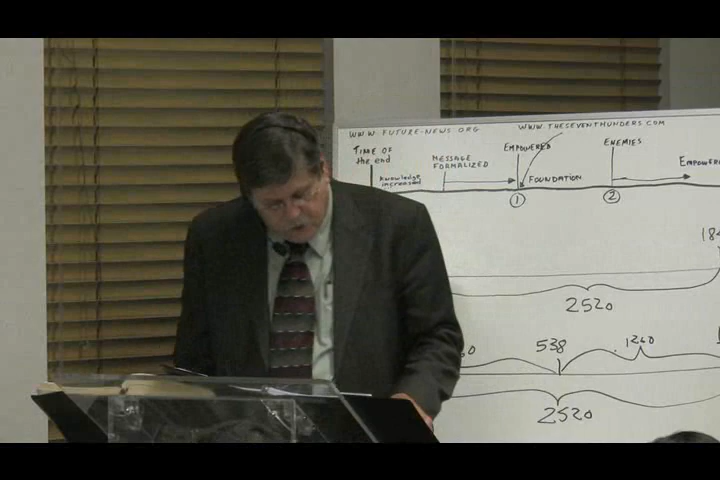 WWW.FUTURE-NEWS.ORG
WWW.THESEVENTHUNDERS.COM
TIME OF
the end
Knowledge
increased
MESSAGE
FORMALIZED
EMPOWERED
FOUNDATION
1
ENEMIES
2
2520
538
1260
2520